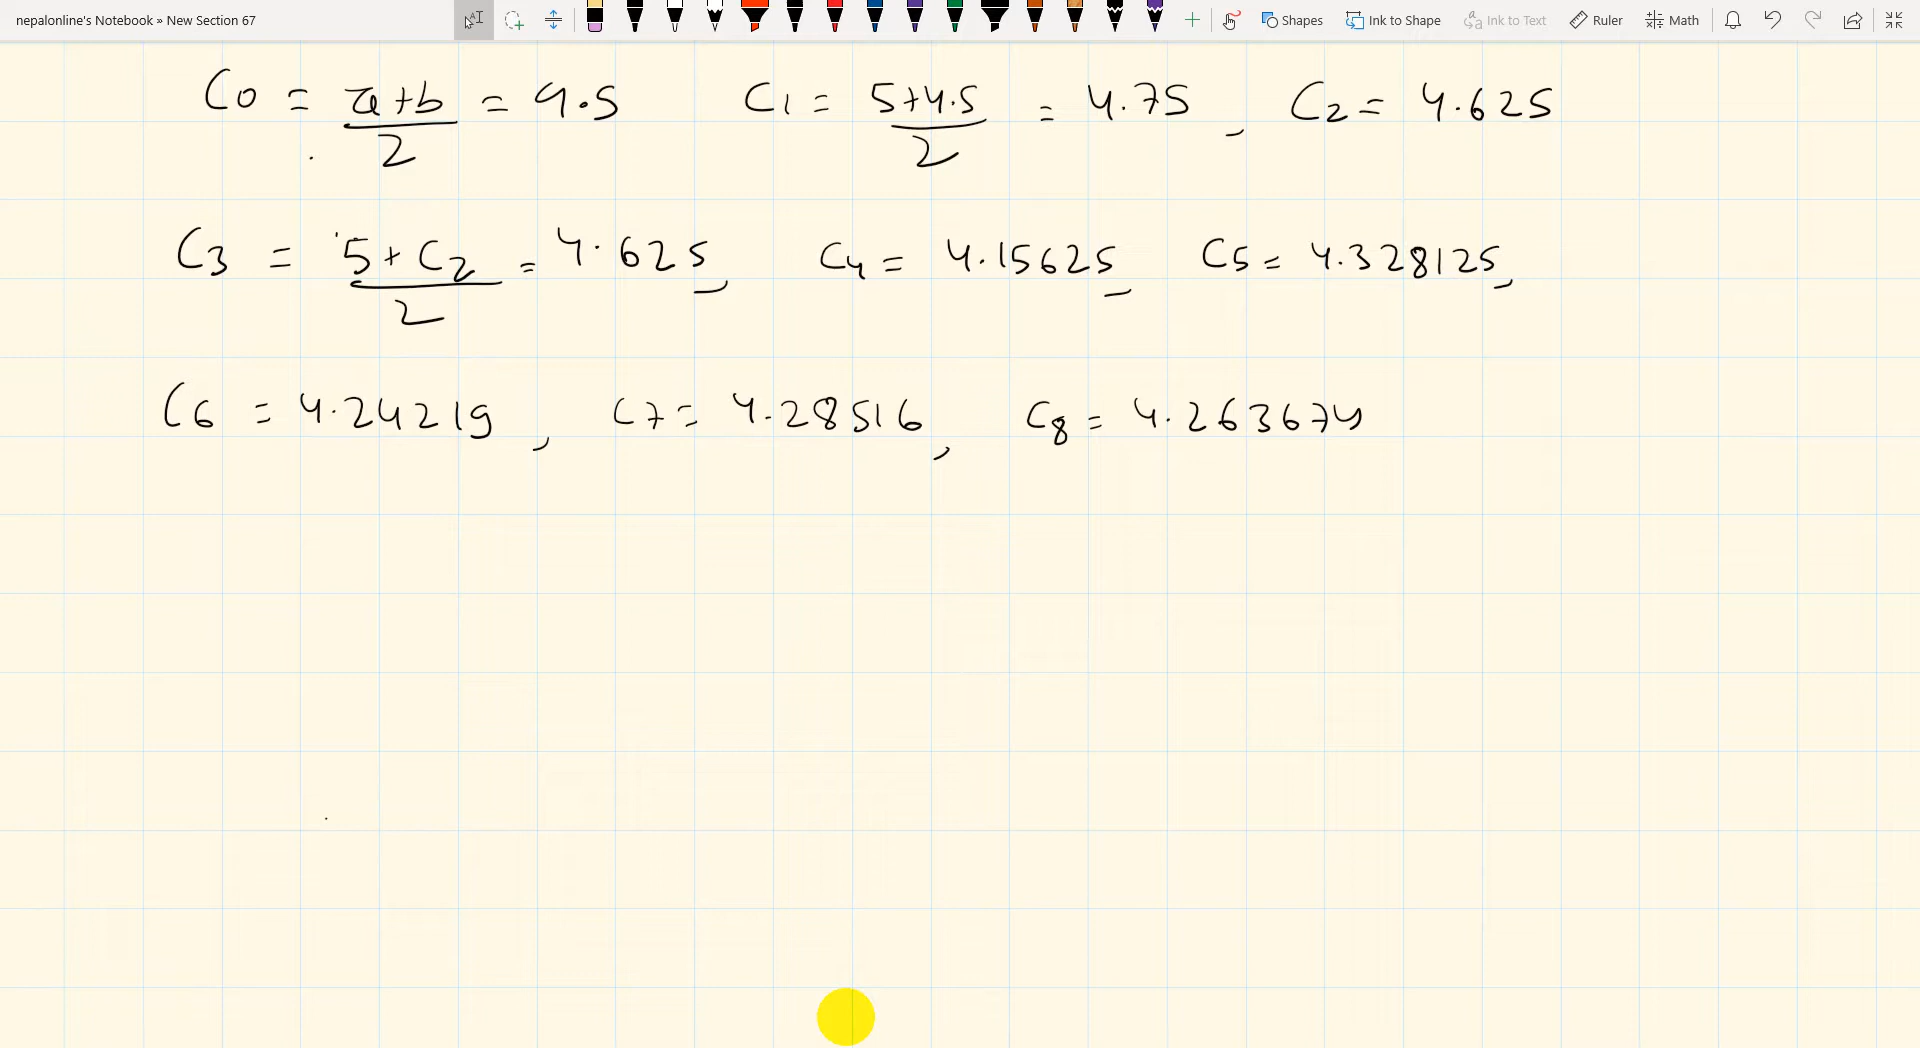 nepalonline's Notebook » New Section 67 Shapes Ink to Shape Ink to Text Ruler Math
C0 = a+b/2 = 9.5 C1 = 5+4.5/2 = 4.75, C2 = 4.625
C3 = 5+C2/2 = 4.625, C4 = 4.15625, C5 = 4.328125,
C6 = 4.24219, C7 = 4.28516, C8 = 4.263674